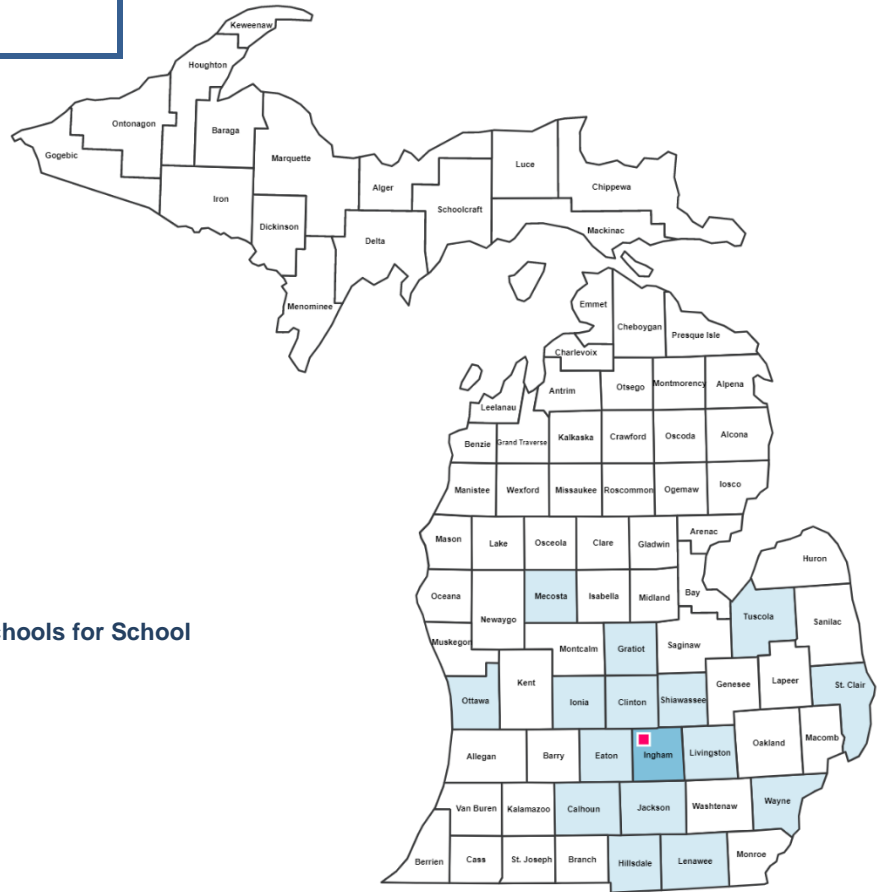 Keweenaw
Houghton
Ontonagon
Baraga
Gogebic
Marquette
Luce
Alger
Chippewa
Iron
Schoolcraft
Dickinson
Mackinac
Delta
Menominee
Emmet
Cheboygan
Presque Isle
Charlevoix
Antrim
Otsego
Montmorency
Alpena
Leelanau
Benzie
Grand Traverse
Kalkaska
Crawford
Oscoda
Alcona
Manistee
Wexford
Missaukee
Roscommon
Ogemaw
Iosco
Mason
Lake
Osceola
Clare
Gladwin
Arenac
Huron
Oceana
Newaygo
Mecosta
Isabella
Midland
Bay
Tuscola
Sanilac
hools for School
Muskegon
Montcalm
Gratiot
Saginaw
Kent
Genesee
Lapeer
St. Clair
Ottawa
Ionia
Clinton
Shiawassee
Allegan
Barry
Eaton
Ingham
Livingston
Oakland
Macomb
Van Buren
Kalamazoo
Calhoun
Jackson
Washtenaw
Wayne
Berrien
Cass
St. Joseph
Branch
Hillsdale
Lenawee
Monroe